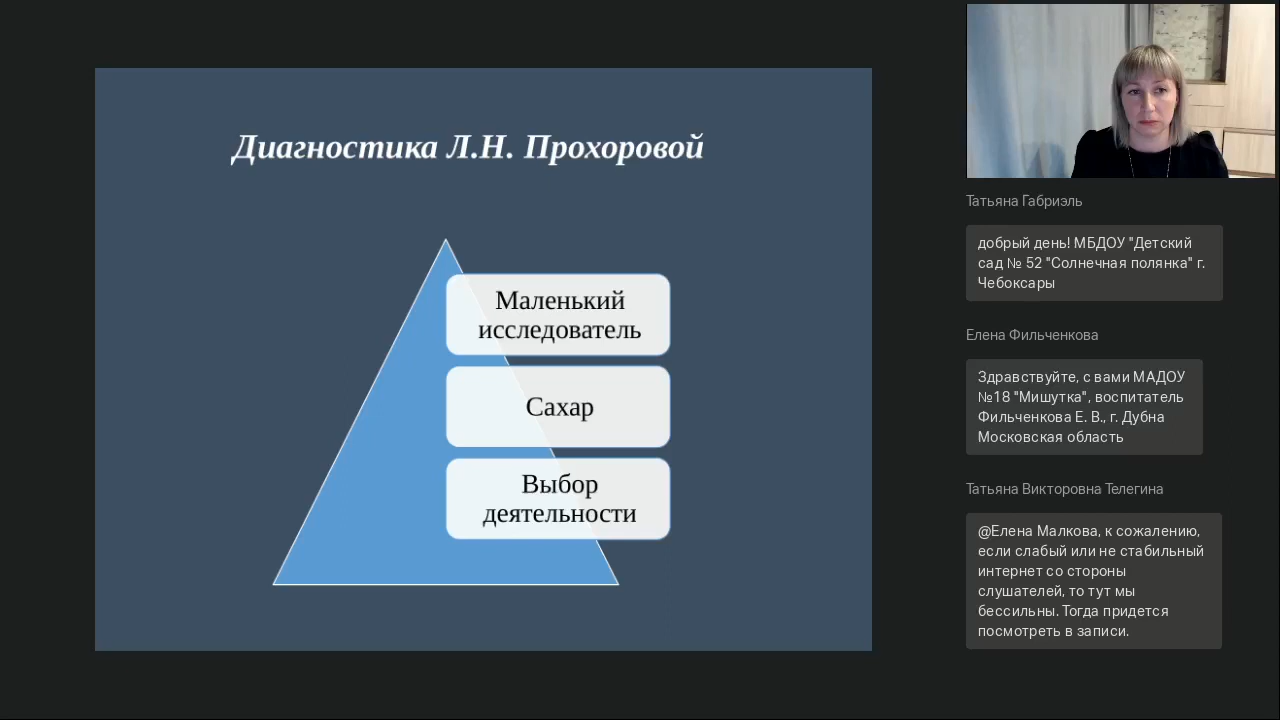 Диагностика Л.Н. Прохоровой
Маленький
исследователь
Сахар
Выбор
деятельности
Татьяна Габриэль
добрый день! МБДОУ "Детский
сад № 52 "Солнечная полянка" г.
Чебоксары
Елена Фильченкова
Здравствуйте, с вами МАДОУ
№18 "Мишутка", воспитатель
Фильченкова Е. В., г. Дубна
Московская область
Татьяна Викторовна Телегина
@Елена Малкова, к сожалению,
если слабый или не стабильный
интернет со стороны
слушателей, то тут мы
бессильны. Тогда придется
посмотреть в записи.